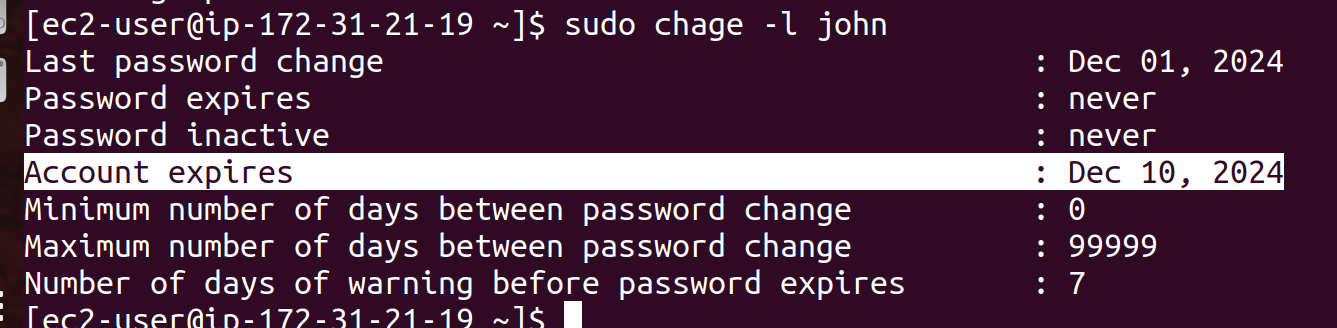 [ec2-user@ip-172-31-21-19 ~]$ sudo chage -l john
Last password change : Dec 01, 2024
Password expires : never
Password inactive : never
Account expires : Dec 10, 2024
Minimum number of days between password change : 0
Maximum number of days between password change : 99999
Number of days of warning before password expires : 7
[ec2-user@ip-172-31-21-19 ~]$